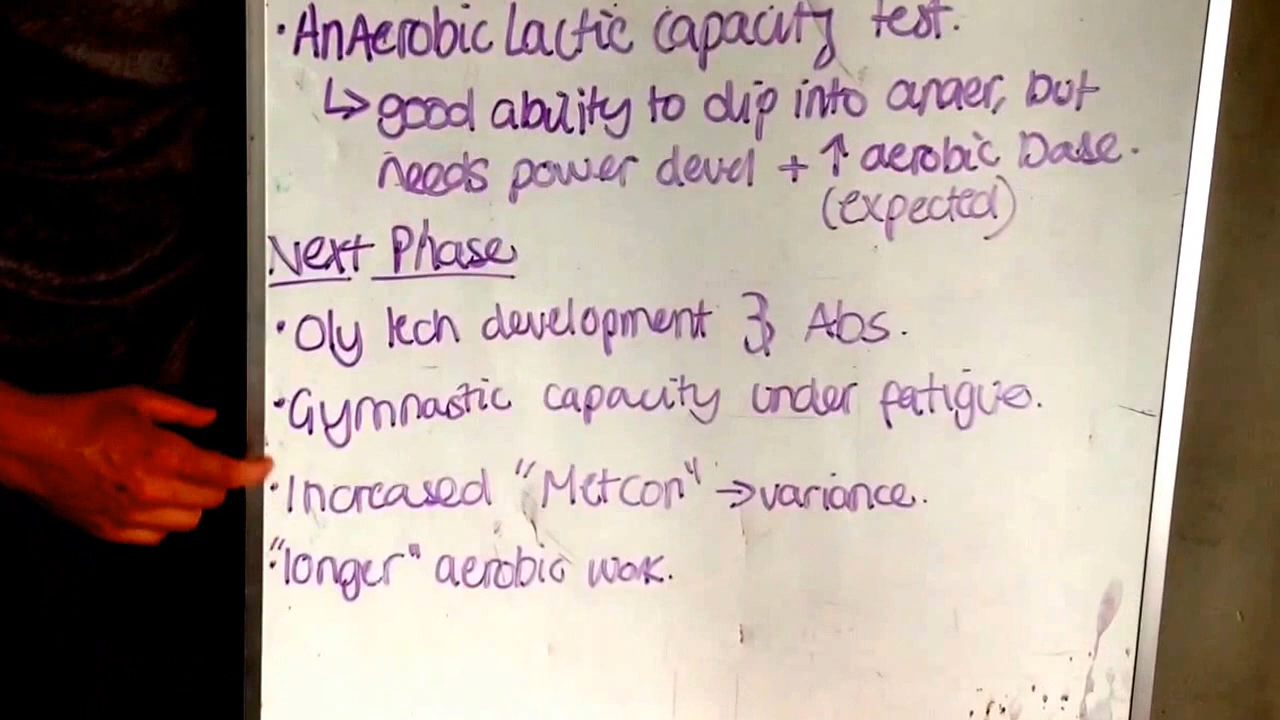 • AnAerobic Lactic capacity test.
↳ good ability to dip into anaer, but
needs power devel + ↑ aerobic base.
(expected)
Next Phase
• Oly tech development & Abs.
• Gymnastic capacity under fatigue.
• Increased "Metcon" → variance.
• "longer" aerobic work.